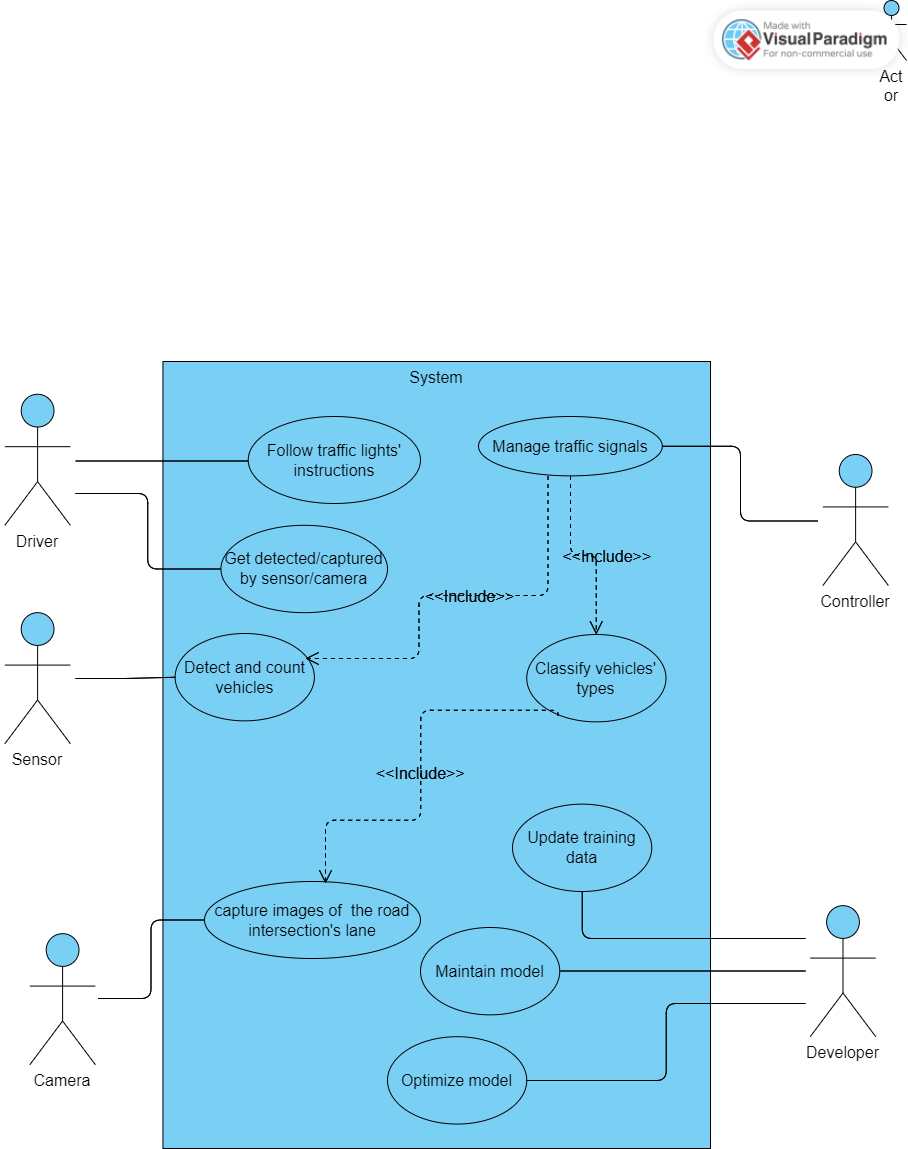 Made with
Visual Paradigm
For non-commercial use
Act
or
System
Follow traffic lights'
instructions
Manage traffic signals
Driver
Get detected/captured
by sensor/camera
<<Include>>
<<Include>>
Controller
Detect and count
vehicles
Classify vehicles'
types
Sensor
<<Include>>
Update training
data
capture images of  the road
intersection's lane
Maintain model
Developer
Camera
Optimize model